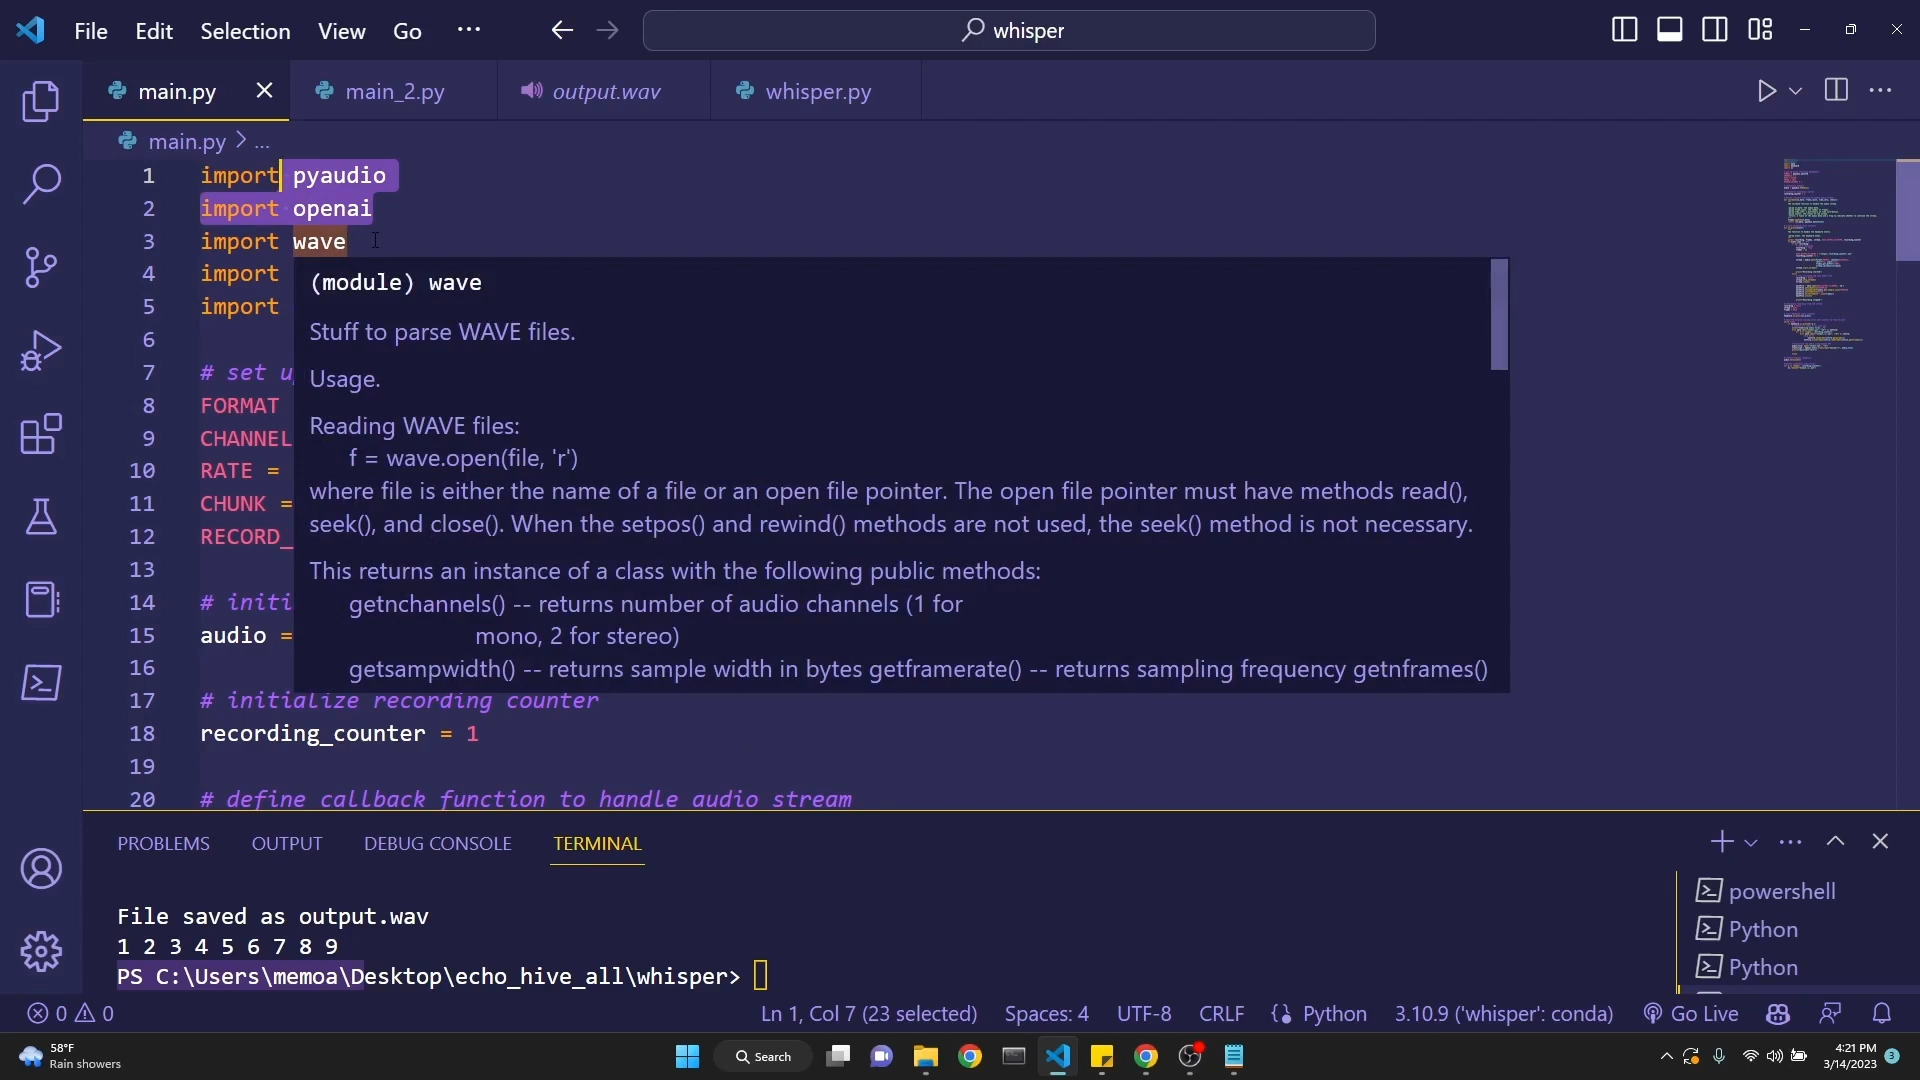 File Edit Selection View Go ··· whisper
main.py main_2.py output.wav whisper.py
main.py > ...
1 import pyaudio
2 import openai
3 import wave
4 import
5 import
6
7 # set u
8 FORMAT
9 CHANNEL
10 RATE =
11 CHUNK =
12 RECORD_
13
14 # initi
15 audio =
16
17 # initialize recording counter
18 recording_counter = 1
19
20 # define callback function to handle audio stream
(module) wave
Stuff to parse WAVE files.
Usage.
Reading WAVE files:
f = wave.open(file, 'r')
where file is either the name of a file or an open file pointer. The open file pointer must have methods read(),
seek(), and close(). When the setpos() and rewind() methods are not used, the seek() method is not necessary.
This returns an instance of a class with the following public methods:
getnchannels() -- returns number of audio channels (1 for
mono, 2 for stereo)
getsampwidth() -- returns sample width in bytes getframerate() -- returns sampling frequency getnframes()
PROBLEMS OUTPUT DEBUG CONSOLE TERMINAL
File saved as output.wav
1 2 3 4 5 6 7 8 9
PS C:\Users\memoa\Desktop\echo_hive_all\whisper>
powershell
Python
Python
0 0 Ln 1, Col 7 (23 selected) Spaces: 4 UTF-8 CRLF Python 3.10.9 ('whisper': conda) Go Live
58°F
Rain showers
Search
4:21 PM
3/14/2023
3